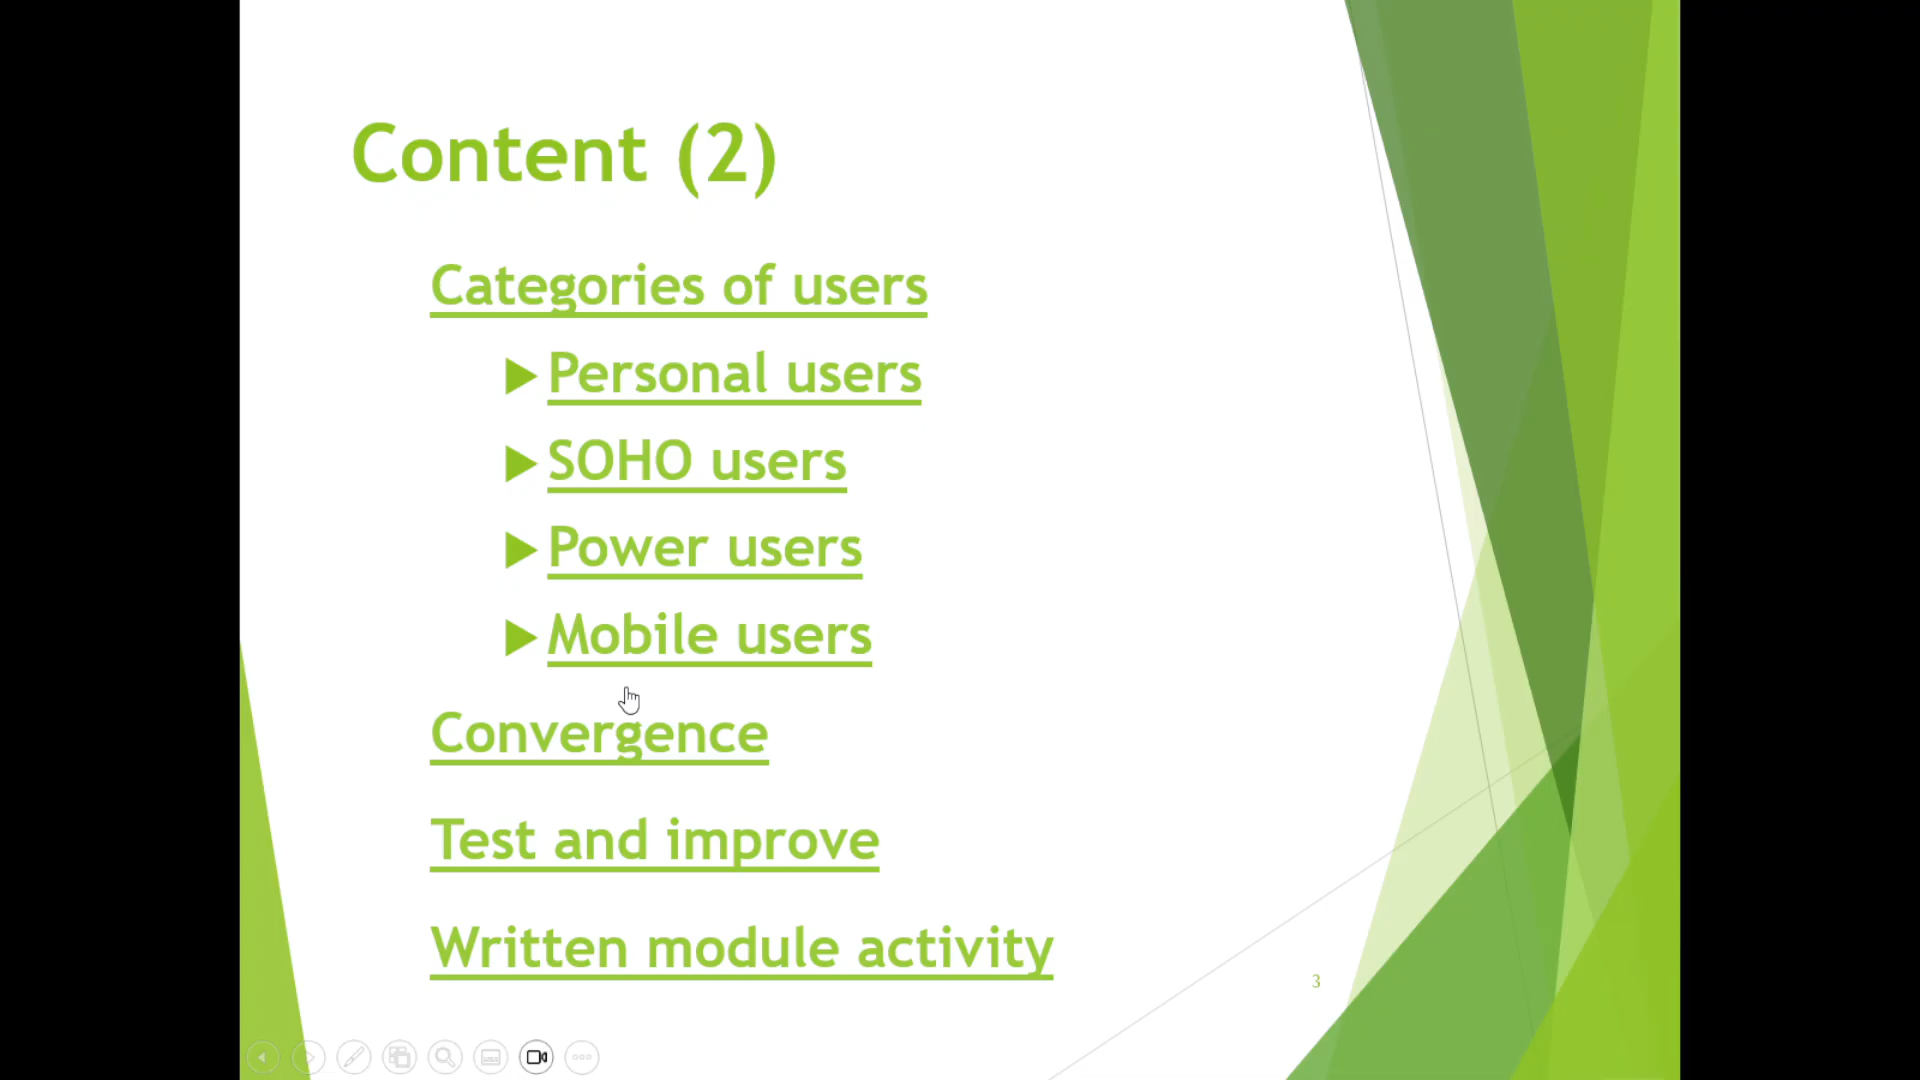 Content (2)
Categories of users
Personal users
SOHO users
Power users
Mobile users
Convergence
Test and improve
Written module activity
3